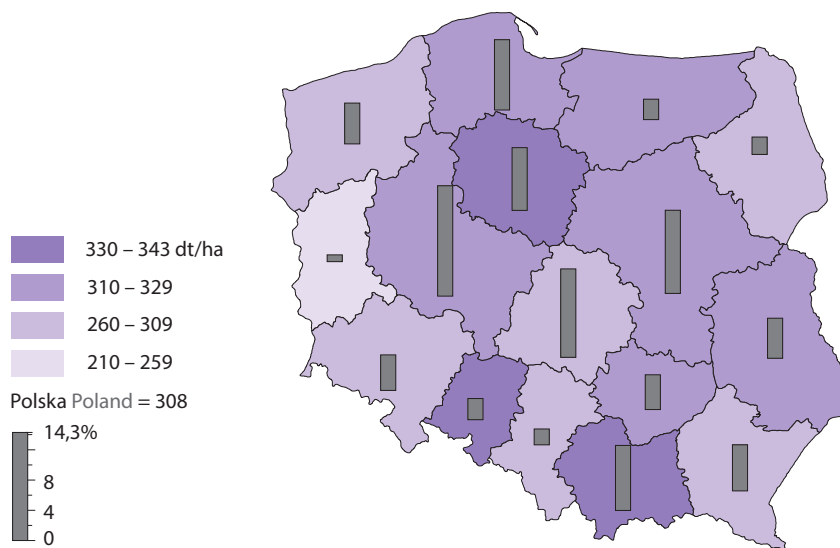 330 – 343 dt/ha
310 – 329
260 – 309
210 – 259
Polska Poland = 308
14,3%
8
4
0